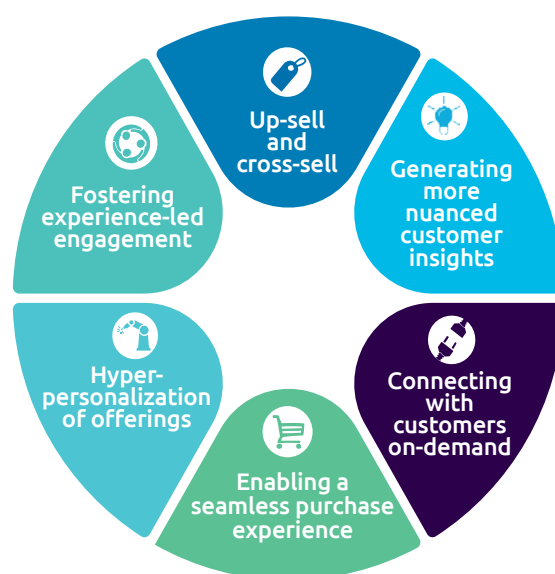 Up-sell
and
cross-sell
Generating
more
nuanced
customer
insights
Connecting
with
customers
on-demand
Enabling a
seamless purchase
experience
Hyper-
personalization
of offerings
Fostering
experience-led
engagement